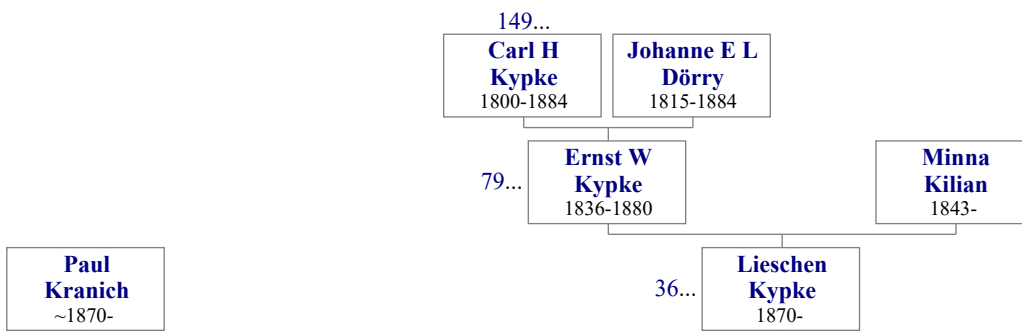 149...
Carl H
Kypke
1800-1884
Johanne E L
Dörry
1815-1884
79...
Ernst W
Kypke
1836-1880
Minna
Kilian
1843-
Paul
Kranich
~1870-
36...
Lieschen
Kypke
1870-